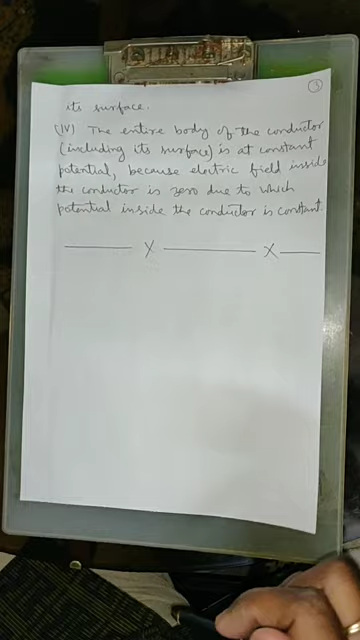 3
its surface.
(IV) The entire body of the conductor
(including its surface) is at constant
potential, because electric field inside
the conductor is zero due to which
potential inside the conductor is constant.
X X